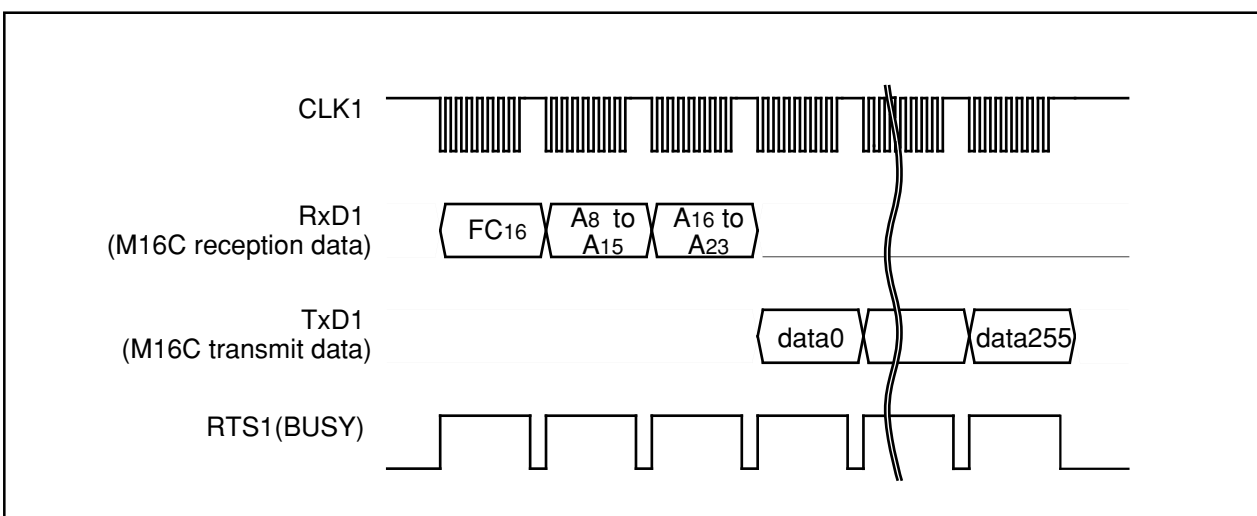 CLK1
RxD1
(M16C reception data)
FC16
A8 to
A15
A16 to
A23
TxD1
(M16C transmit data)
data0
data255
RTS1(BUSY)